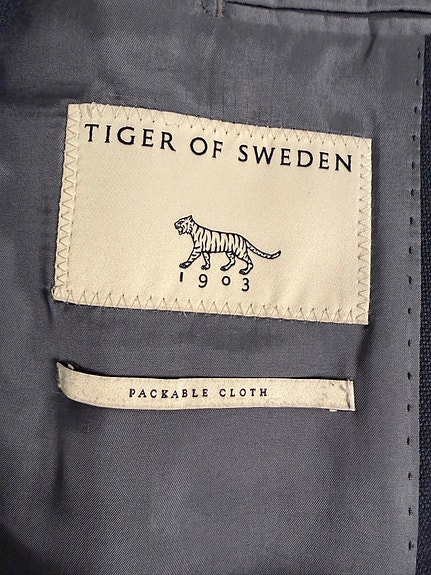 TIGER OF SWEDEN
1903
PACKABLE CLOTH